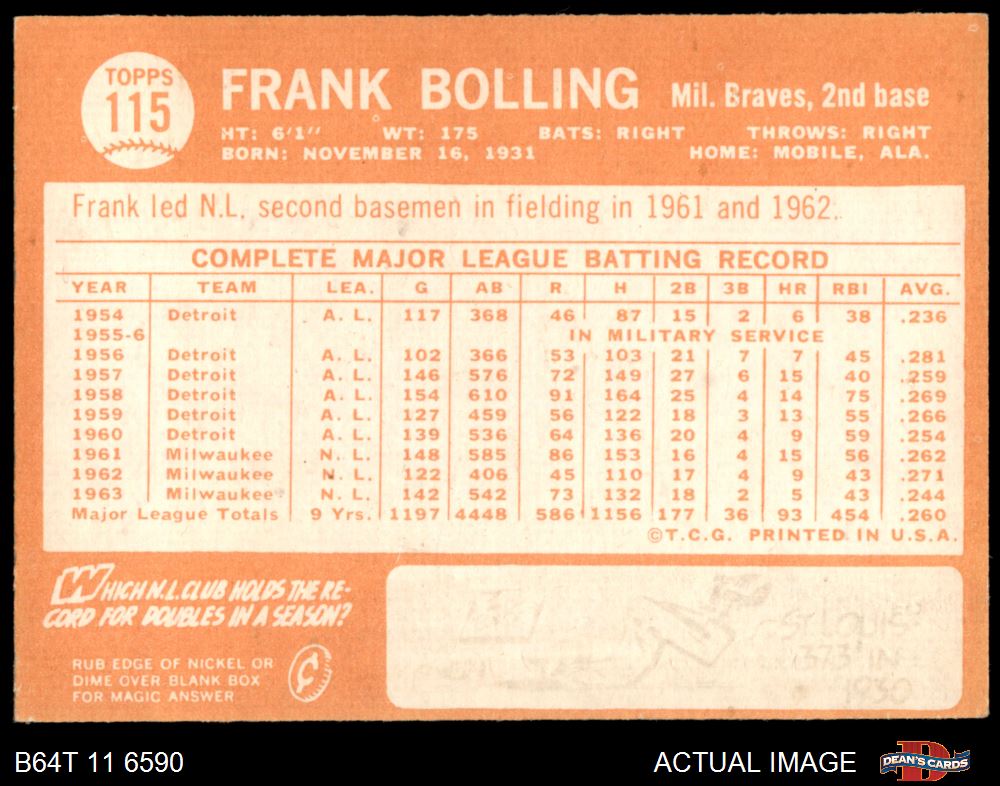 TOPPS
115
FRANK BOLLING Mil. Braves, 2nd base
HT: 6'1" WT: 175 BATS: RIGHT THROWS: RIGHT
BORN: NOVEMBER 16, 1931 HOME: MOBILE, ALA.
Frank led N.L. second basemen in fielding in 1961 and 1962.
COMPLETE MAJOR LEAGUE BATTING RECORD
YEAR TEAM LEA. G AB R H 2B 3B HR RBI AVG.
1954 Detroit A. L. 117 368 46 87 15 2 6 38 .236
1955-6 IN MILITARY SERVICE
1956 Detroit A. L. 102 366 53 103 21 7 7 45 .281
1957 Detroit A. L. 146 576 72 149 27 6 15 40 .259
1958 Detroit A. L. 154 610 91 164 25 4 14 75 .269
1959 Detroit A. L. 127 459 56 122 18 3 13 55 .266
1960 Detroit A. L. 139 536 64 136 20 4 9 59 .254
1961 Milwaukee N. L. 148 585 86 153 16 4 15 56 .262
1962 Milwaukee N. L. 122 406 45 110 17 4 9 43 .271
1963 Milwaukee N. L. 142 542 73 132 18 2 5 43 .244
Major League Totals 9 Yrs. 1197 4448 586 1156 177 36 93 454 .260
©T.C.G. PRINTED IN U.S.A.
WHICH N.L. CLUB HOLDS THE RE-
CORD FOR DOUBLES IN A SEASON?
RUB EDGE OF NICKEL OR
DIME OVER BLANK BOX
FOR MAGIC ANSWER
ST. LOUIS'
373 IN
1930
B64T 11 6590 ACTUAL IMAGE DEAN'S CARDS